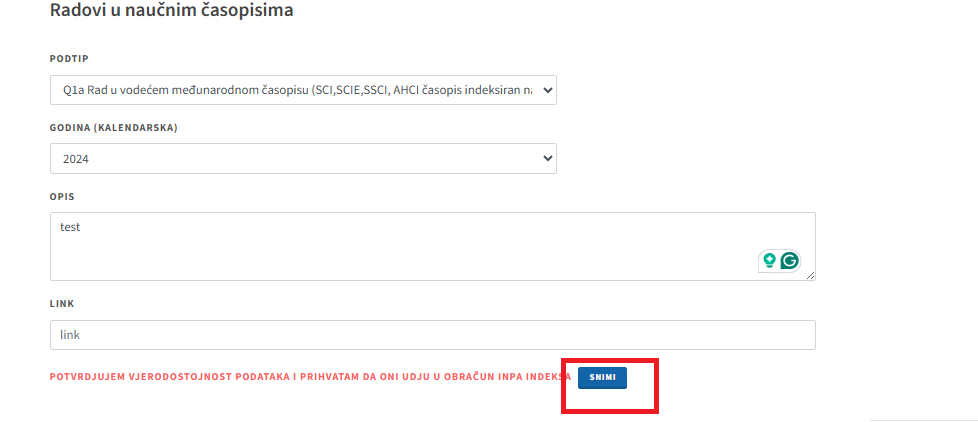 Radovi u naučnim časopisima
PODTIP
Q1a Rad u vodećem međunarodnom časopisu (SCI,SCIE,SSCI, AHCI časopis indeksiran
GODINA (KALENDARSKA)
2024
OPIS
test
LINK
link
POTVRDJUJEM VJERODOSTOJNOST PODATAKA I PRIHVATAM DA ONI UDJU U OBRAČUN INPA INDEKSA SNIMI